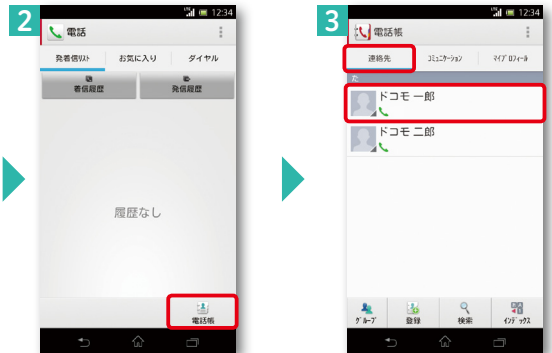 2
LTE 12:34
電話
発着信リスト お気に入り ダイヤル
着信履歴 発信履歴
履歴なし
電話帳
3
LTE 12:34
電話帳
連絡先 コミュニケーション マイプロフィール
た
ドコモ 一郎
ドコモ 二郎
グループ 登録 検索 インデックス